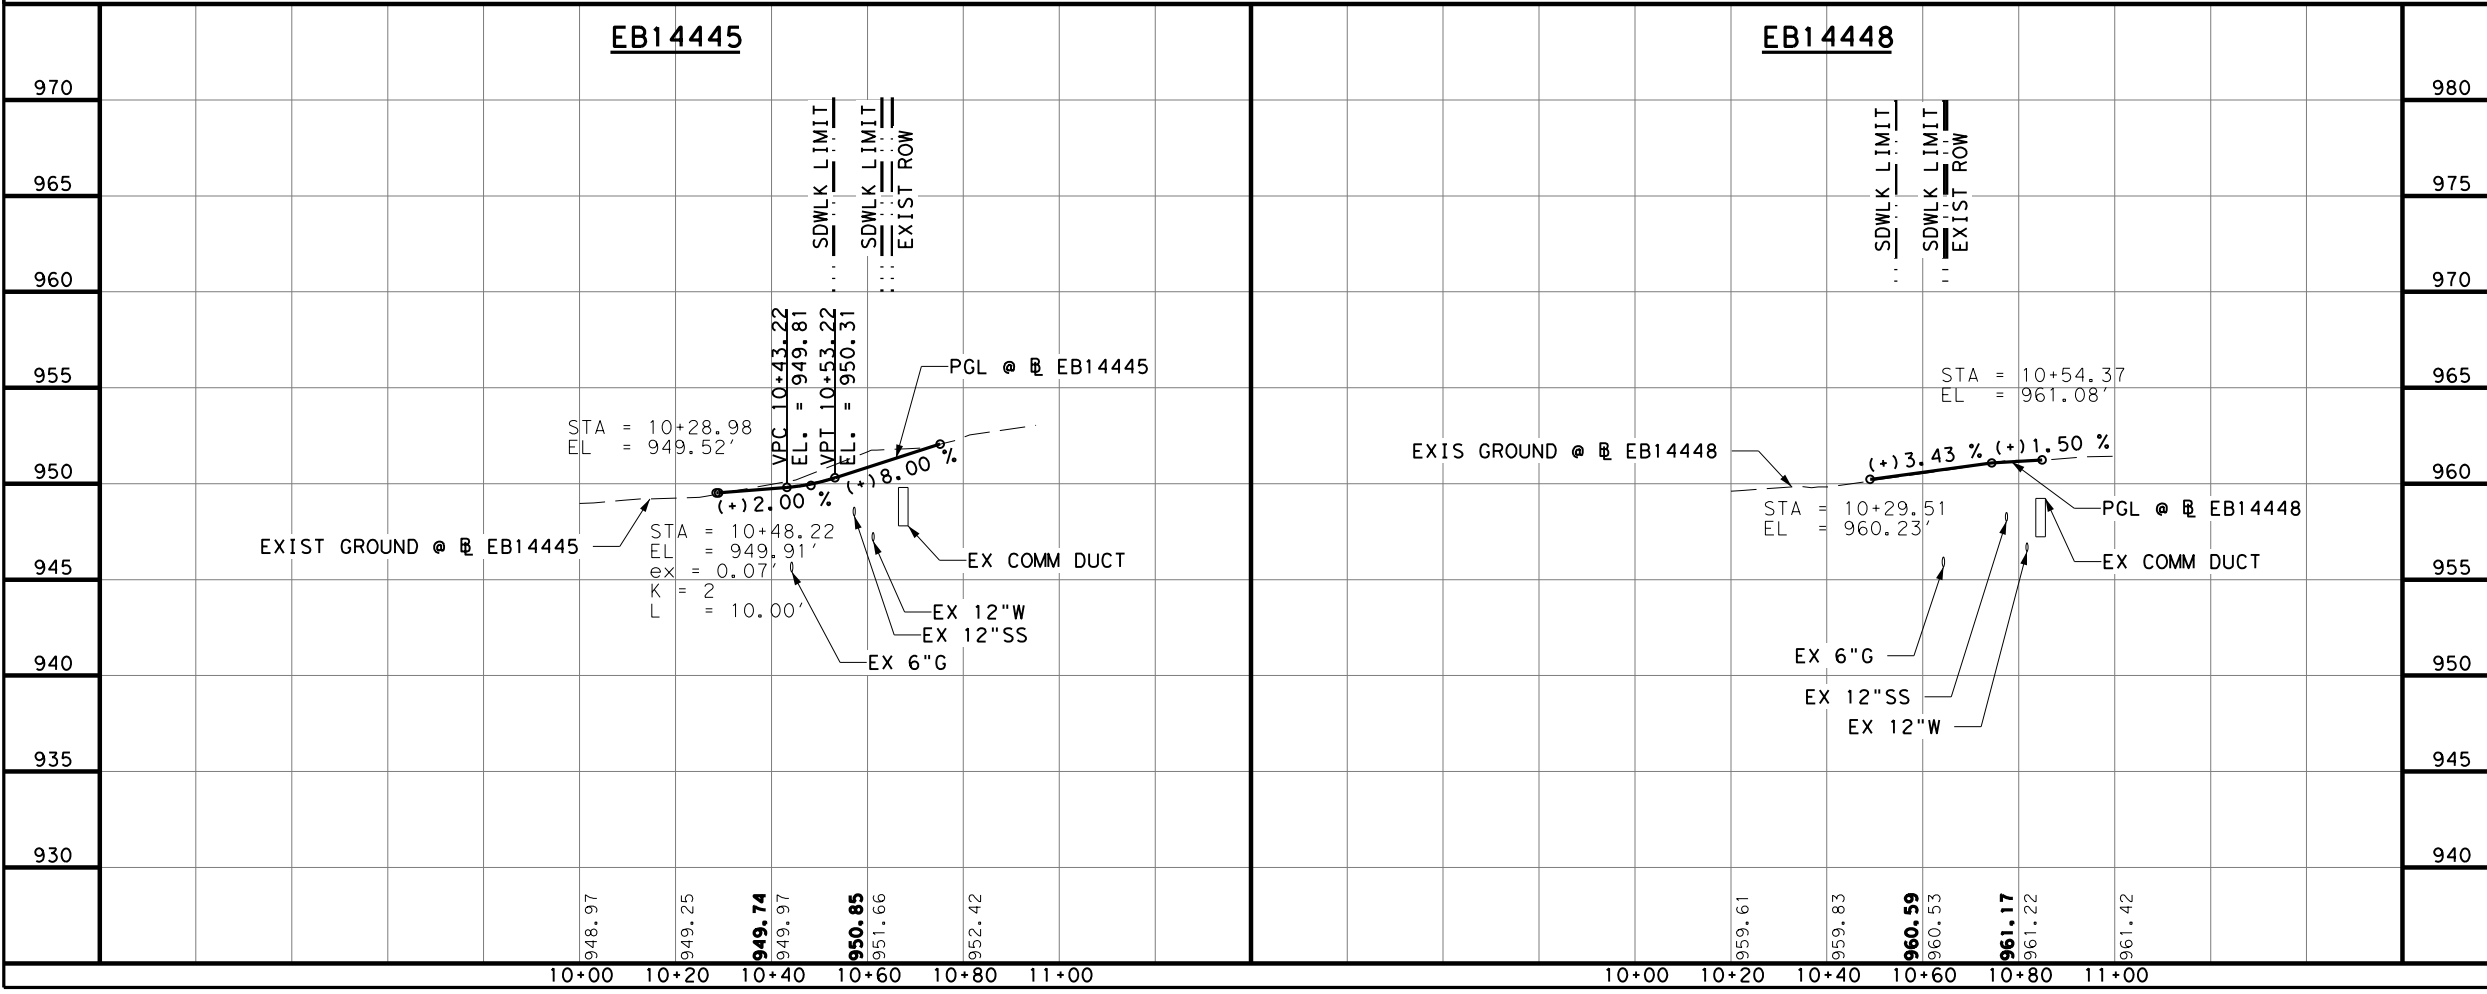 EB14445
EB14448
970
965
960
955
950
945
940
935
930
980
975
970
965
960
955
950
945
940
SDWLK LIMIT
SDWLK LIMIT
EXIST ROW
VPC 10+43.22
EL. = 949.81
VPT 10+53.22
EL. = 950.31
PGL @ BL EB14445
STA = 10+28.98
EL = 949.52'
(+)2.00 %
(+)8.00 %
STA = 10+48.22
EL = 949.91'
ex = 0.07'
K = 2
L = 10.00'
EXIST GROUND @ BL EB14445
EX COMM DUCT
EX 12"W
EX 12"SS
EX 6"G
948.97
949.25
949.74
949.97
950.85
951.66
952.42
10+00 10+20 10+40 10+60 10+80 11+00
SDWLK LIMIT
SDWLK LIMIT
EXIST ROW
STA = 10+54.37
EL = 961.08'
EXIS GROUND @ BL EB14448
(+)3.43 %
(+)1.50 %
STA = 10+29.51
EL = 960.23'
PGL @ BL EB14448
EX COMM DUCT
EX 6"G
EX 12"SS
EX 12"W
959.61
959.83
960.59
960.53
961.17
961.22
961.42
10+00 10+20 10+40 10+60 10+80 11+00